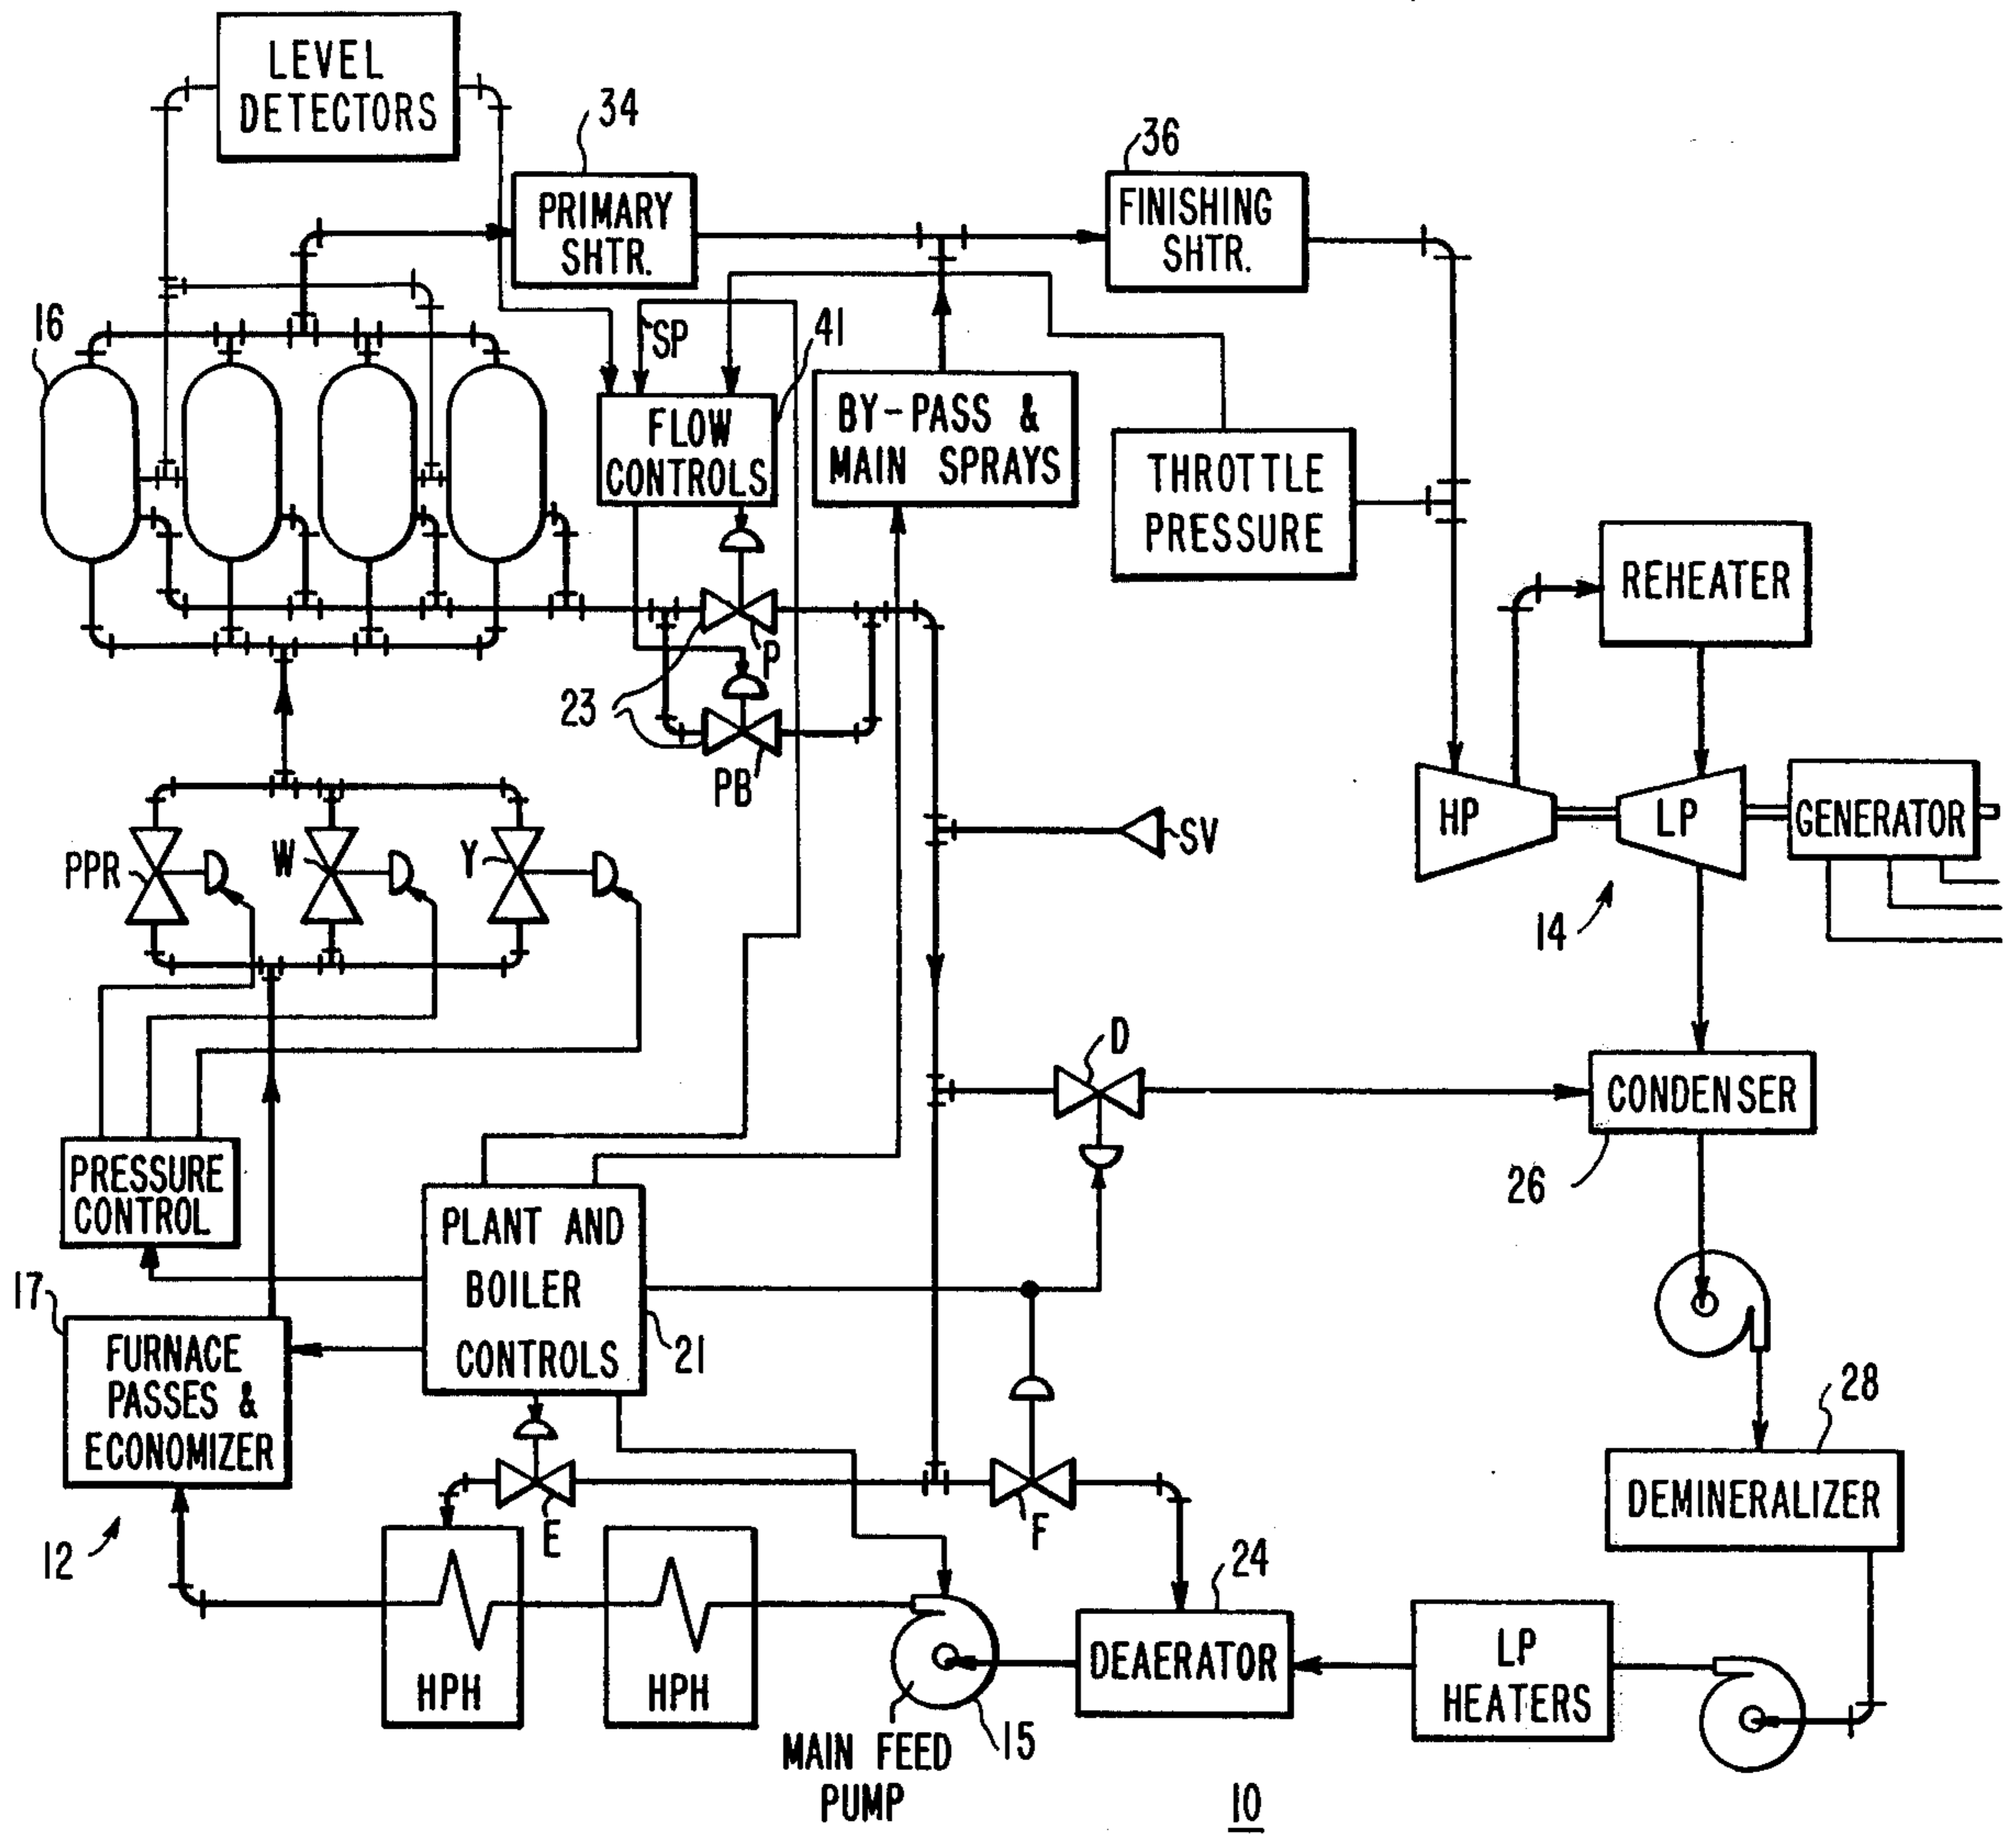 LEVEL
DETECTORS
34
PRIMARY
SHTR.
36
FINISHING
SHTR.
16
SP
41
FLOW
CONTROLS
BY-PASS &
MAIN SPRAYS
THROTTLE
PRESSURE
REHEATER
P
23
PB
PPR
W
Y
SV
HP
LP
GENERATOR
14
D
CONDENSER
26
PRESSURE
CONTROL
PLANT AND
BOILER
CONTROLS
21
17
FURNACE
PASSES &
ECONOMIZER
12
E
F
28
DEMINERALIZER
24
DEAERATOR
LP
HEATERS
HPH
HPH
MAIN FEED
PUMP
15
10